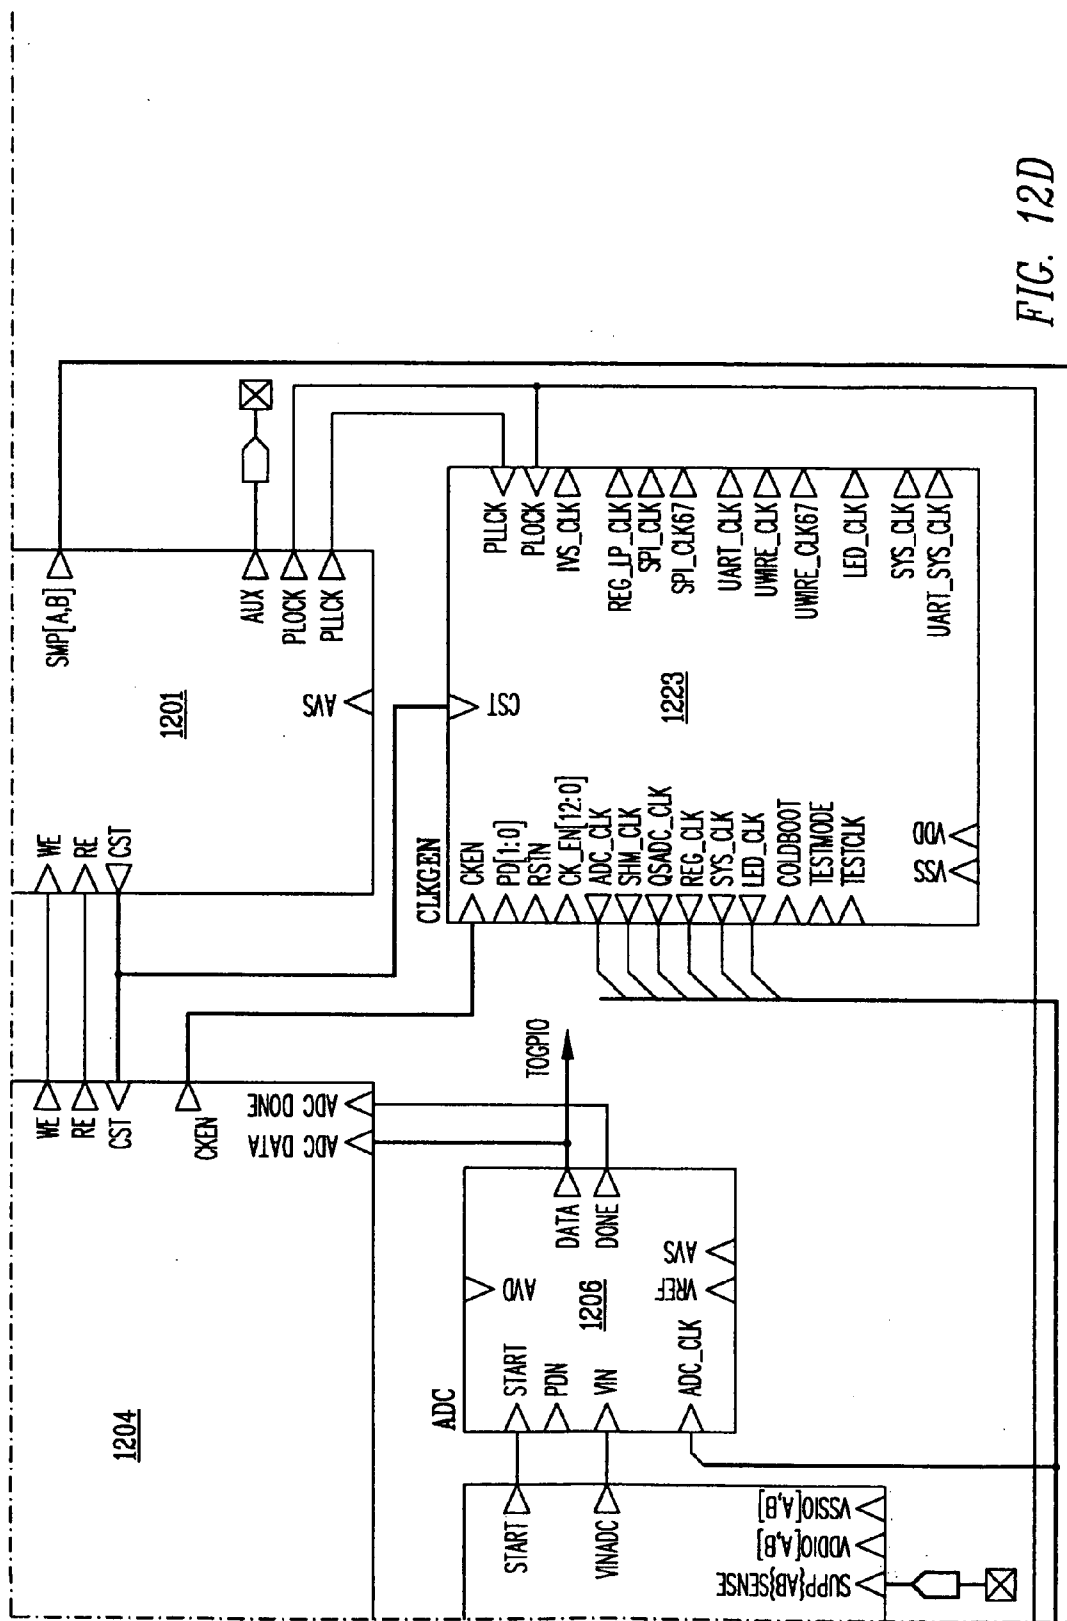 1204
WE
RE
CST
CKEN
ADC DONE
ADC DATA
WE
RE
CST
1201
SMP[A,B]
AUX
PLOCK
PLLCK
AVS
ADC
START
PDN
VIN
ADC_CLK
AVD
1206
VREF
AVS
DATA
DONE
TOGPIO
START
VINADC
SUPP{AB}SENSE
VDDIO[A,B]
VSSIO[A,B]
CLKGEN
CKEN
PD[1:0]
RSTN
CK_EN[12:0]
ADC_CLK
SHM_CLK
QSADC_CLK
REG_CLK
SYS_CLK
LED_CLK
COLDBOOT
TESTMODE
TESTCLK
VSS
VDD
CST
1223
PLLCK
PLOCK
IVS_CLK
REG_LP_CLK
SPI_CLK
SPI_CLK67
UART_CLK
UWIRE_CLK
UWIRE_CLK67
LED_CLK
SYS_CLK
UART_SYS_CLK
FIG. 12D